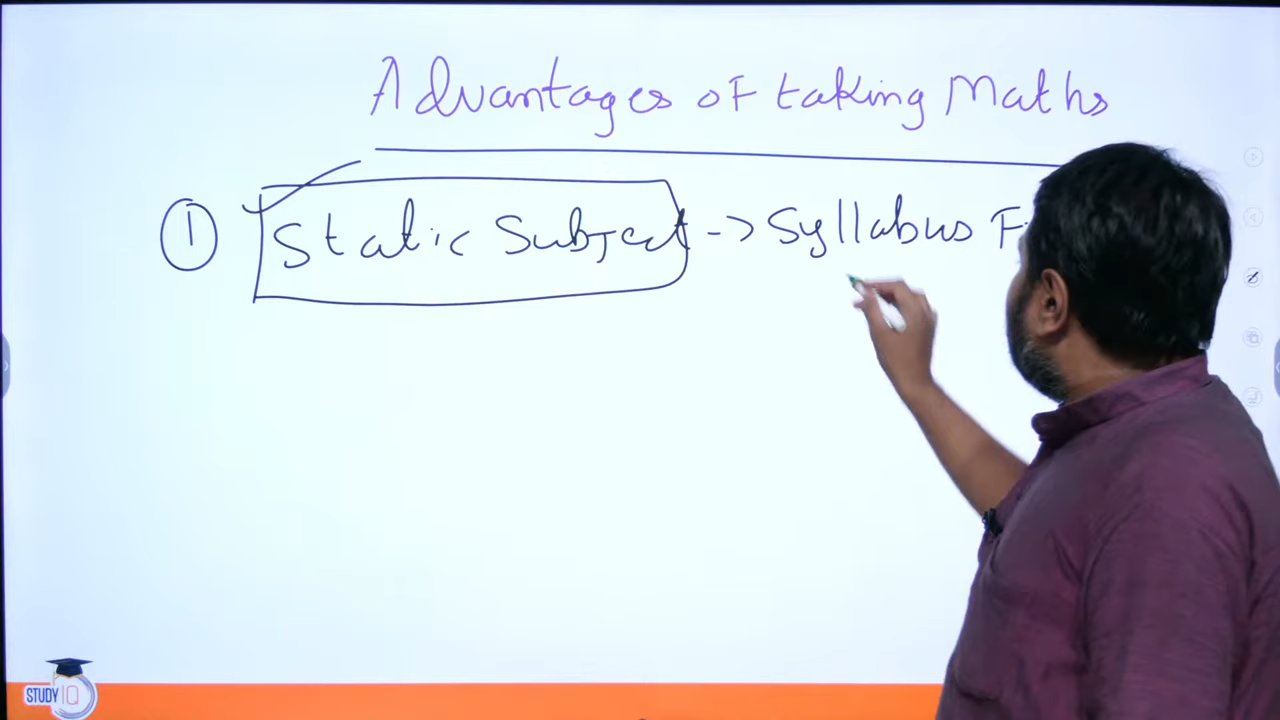 Advantages of taking Maths
① Static Subject -> Syllabus
STUDY IQ